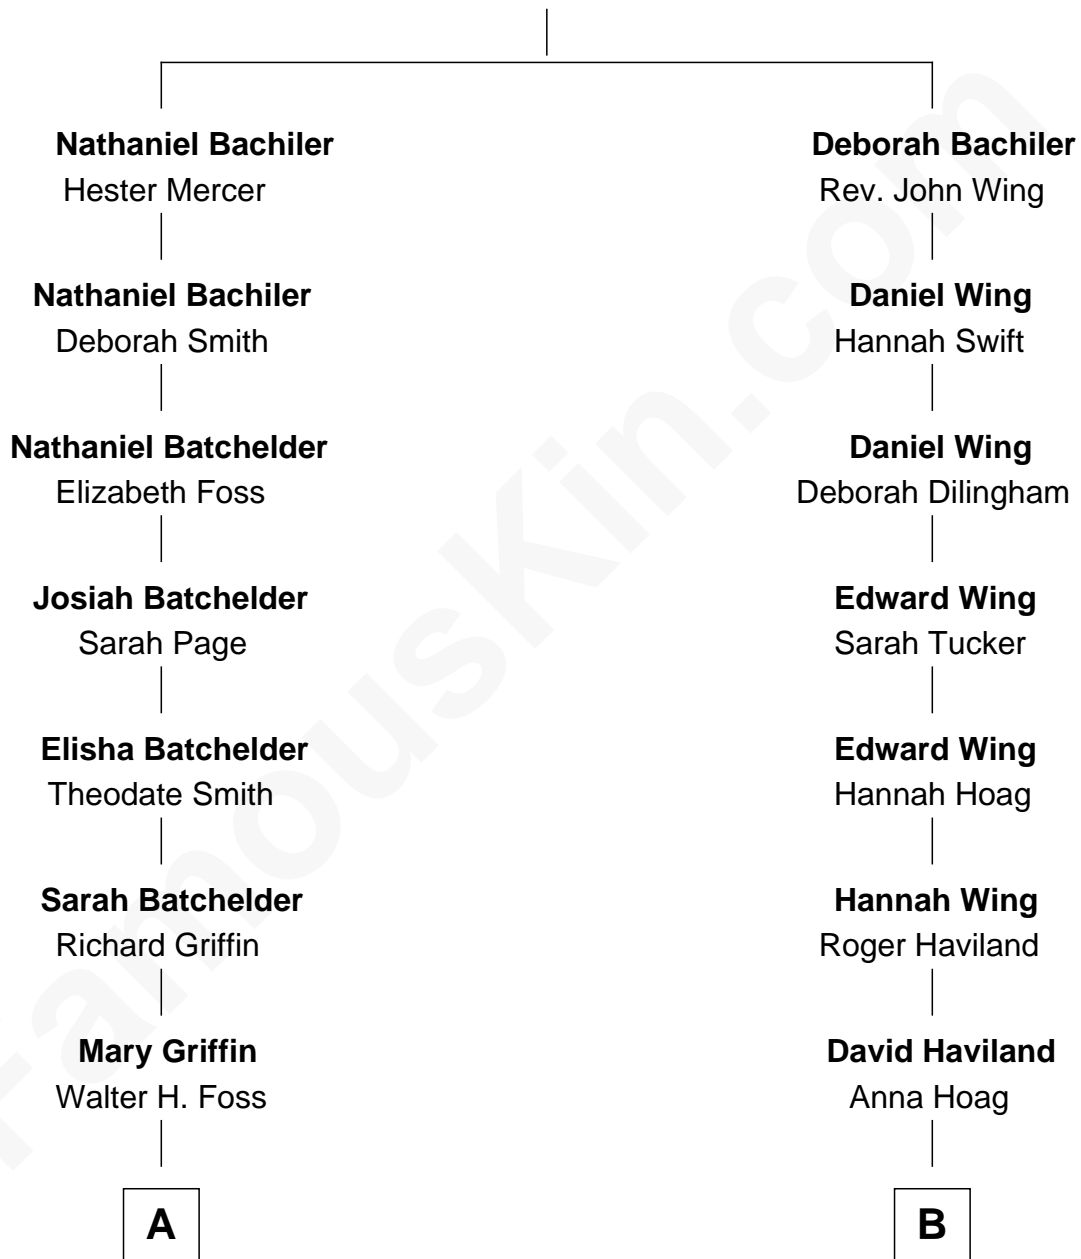 Nathaniel Bachiler
Hester Mercer
Nathaniel Bachiler
Deborah Smith
Nathaniel Batchelder
Elizabeth Foss
Josiah Batchelder
Sarah Page
Elisha Batchelder
Theodate Smith
Sarah Batchelder
Richard Griffin
Mary Griffin
Walter H. Foss
A
Deborah Bachiler
Rev. John Wing
Daniel Wing
Hannah Swift
Daniel Wing
Deborah Dilingham
Edward Wing
Sarah Tucker
Edward Wing
Hannah Hoag
Hannah Wing
Roger Haviland
David Haviland
Anna Hoag
B
FamousKin.com